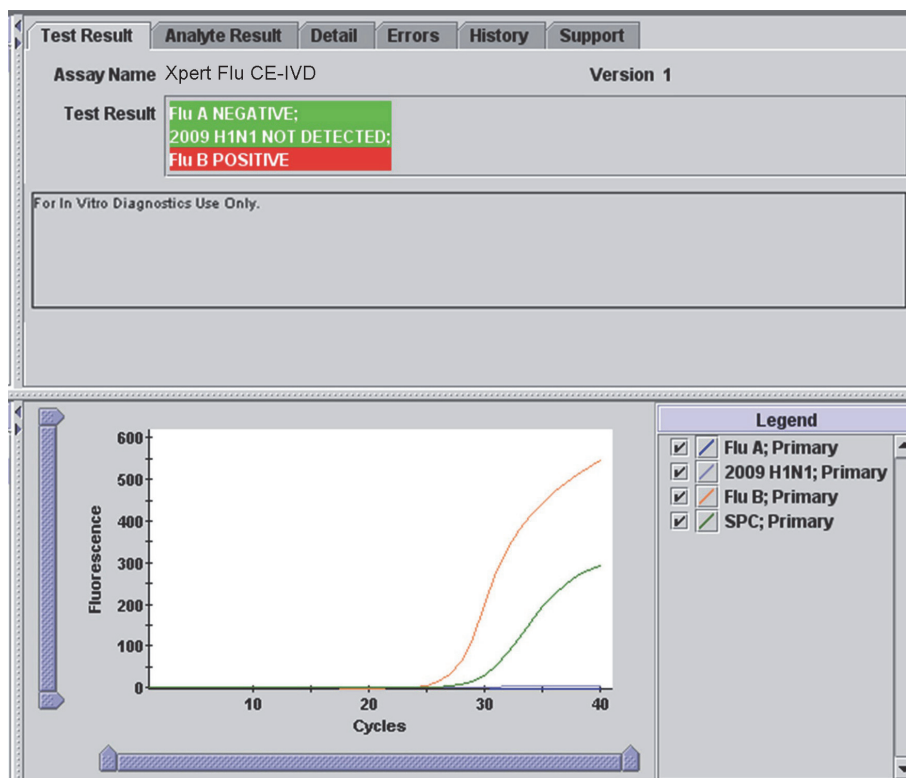 Test Result Analyte Result Detail Errors History Support
Assay Name Xpert Flu CE-IVD Version 1
Test Result Flu A NEGATIVE;
2009 H1N1 NOT DETECTED;
Flu B POSITIVE
For In Vitro Diagnostics Use Only.
600
500
400
300
200
100
0
Fluorescence
10 20 30 40
Cycles
Legend
Flu A; Primary
2009 H1N1; Primary
Flu B; Primary
SPC; Primary